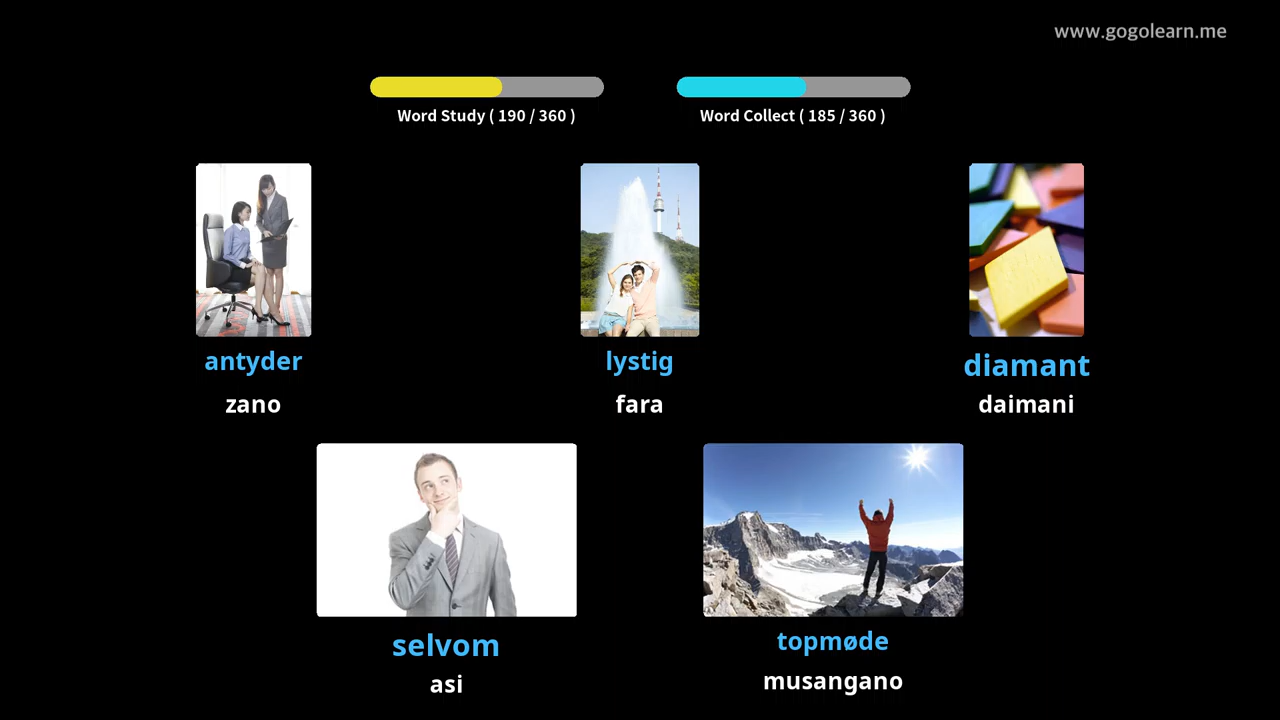 www.gogolearn.me
Word Study ( 190 / 360 )
Word Collect ( 185 / 360 )
antyder
zano
lystig
fara
diamant
daimani
selvom
asi
topmøde
musangano